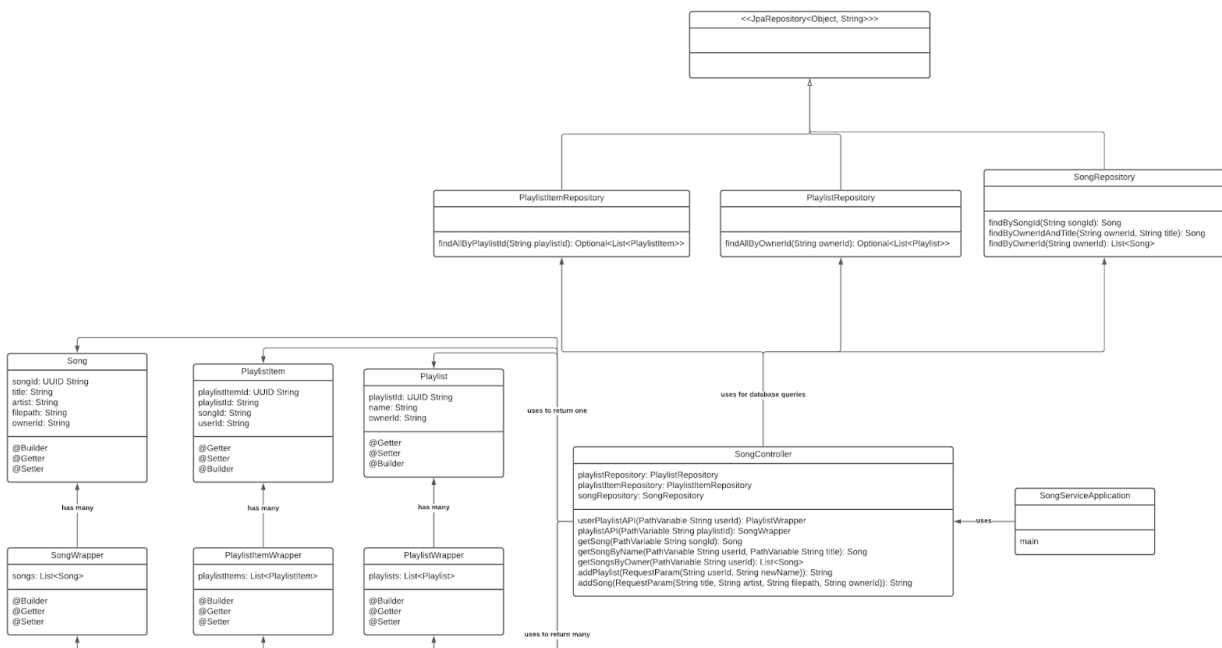 <<JpaRepository<Object, String>>>
PlaylistItemRepository
findAllByPlaylistId(String playlistId): Optional<List<PlaylistItem>>
PlaylistRepository
findAllByOwnerId(String ownerId): Optional<List<Playlist>>
SongRepository
findBySongId(String songId): Song
findByOwnerIdAndTitle(String ownerId, String title): Song
findByOwnerId(String ownerId): List<Song>
Song
songId: UUID String
title: String
artist: String
filepath: String
ownerId: String
@Builder
@Getter
@Setter
PlaylistItem
playlistItemId: UUID String
playlistId: String
songId: String
userId: String
@Getter
@Setter
@Builder
Playlist
playlistId: UUID String
name: String
ownerId: String
@Getter
@Setter
@Builder
uses to return one
uses for database queries
SongController
playlistRepository: PlaylistRepository
playlistItemRepository: PlaylistItemRepository
songRepository: SongRepository
userPlaylistAPI(PathVariable String userId): PlaylistWrapper
playlistAPI(PathVariable String playlistId): SongWrapper
getSong(PathVariable String songId): Song
getSongByName(PathVariable String userId, PathVariable String title): Song
getSongsByOwner(PathVariable String userId): List<Song>
addPlaylist(RequestParam(String userId, String newName)): String
addSong(RequestParam(String title, String artist, String filepath, String ownerId)): String
uses
SongServiceApplication
main
has many
has many
has many
SongWrapper
songs: List<Song>
@Builder
@Getter
@Setter
PlaylistItemWrapper
playlistItems: List<PlaylistItem>
@Builder
@Getter
@Setter
PlaylistWrapper
playlists: List<Playlist>
@Builder
@Getter
@Setter
uses to return many